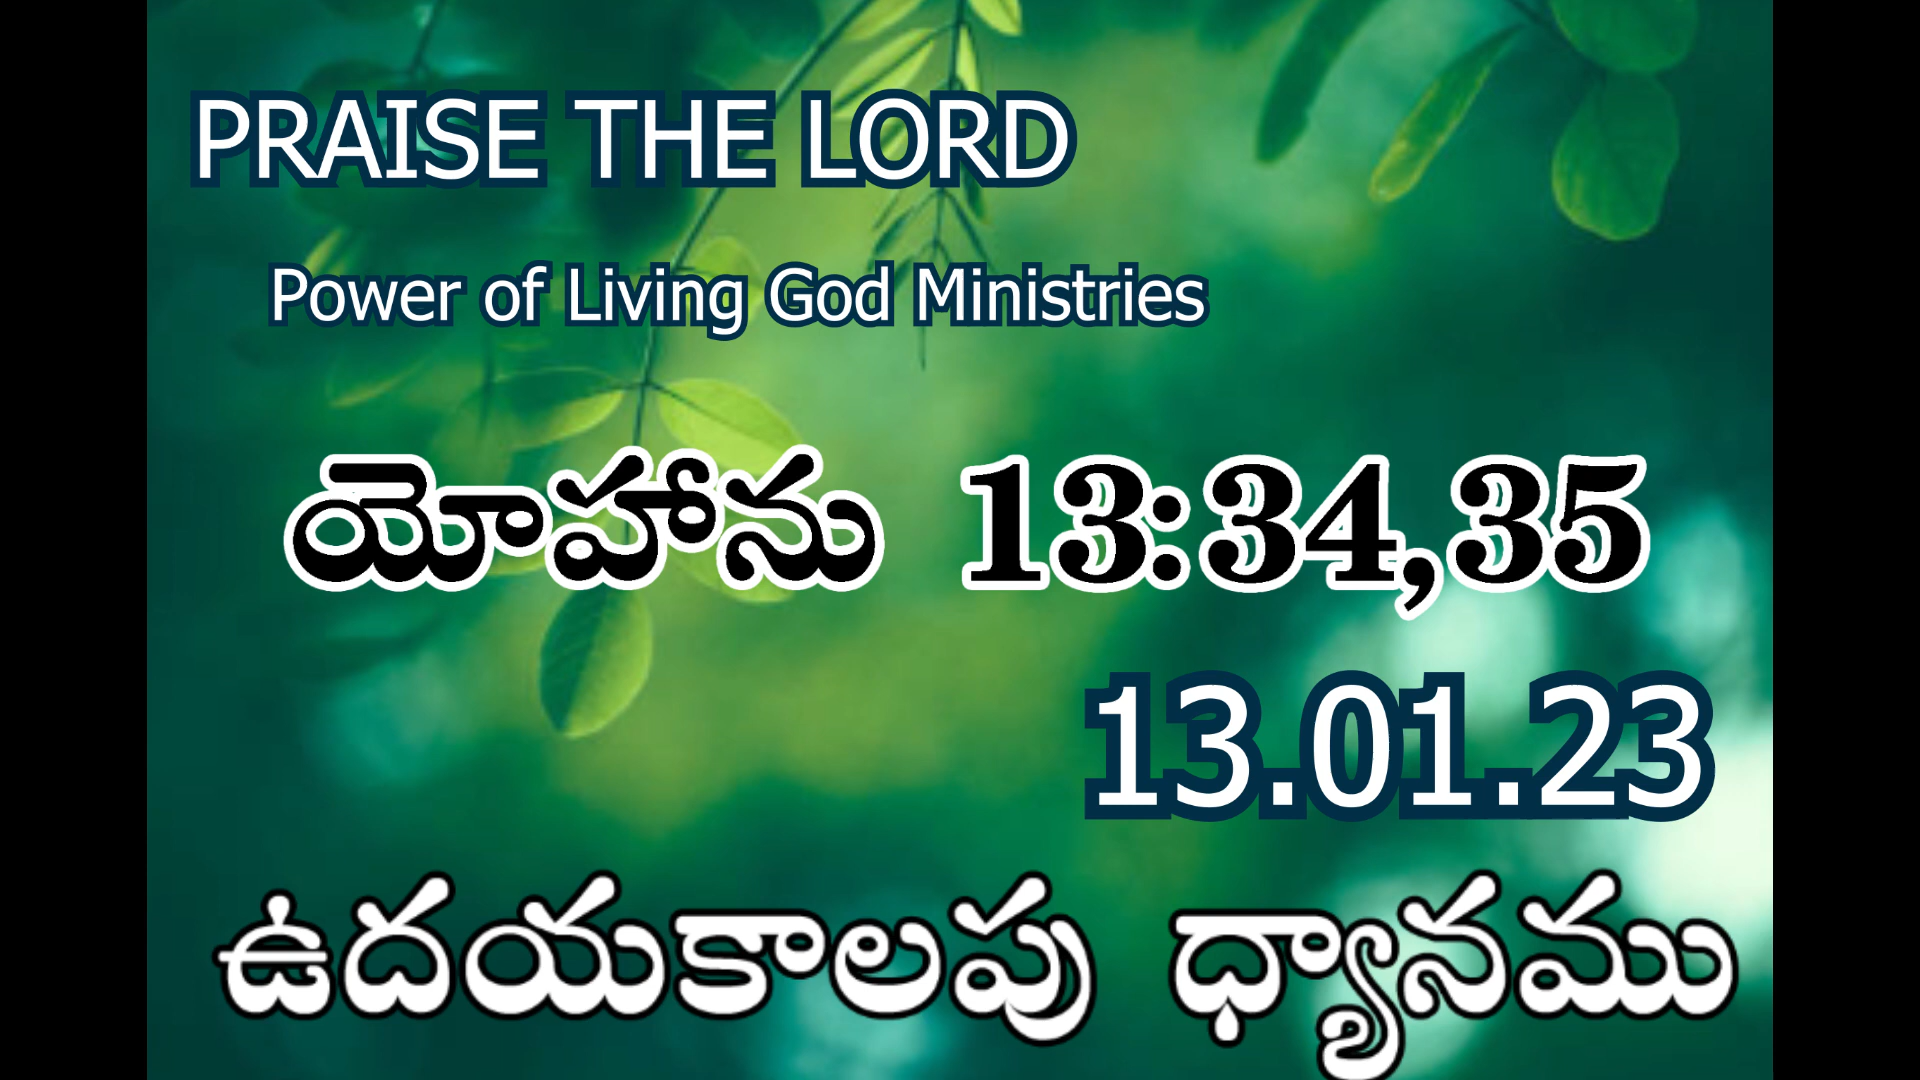 PRAISE THE LORD
Power of Living God Ministries
యోహాను 13:34,35
13.01.23
ఉదయకాలపు ధ్యానము